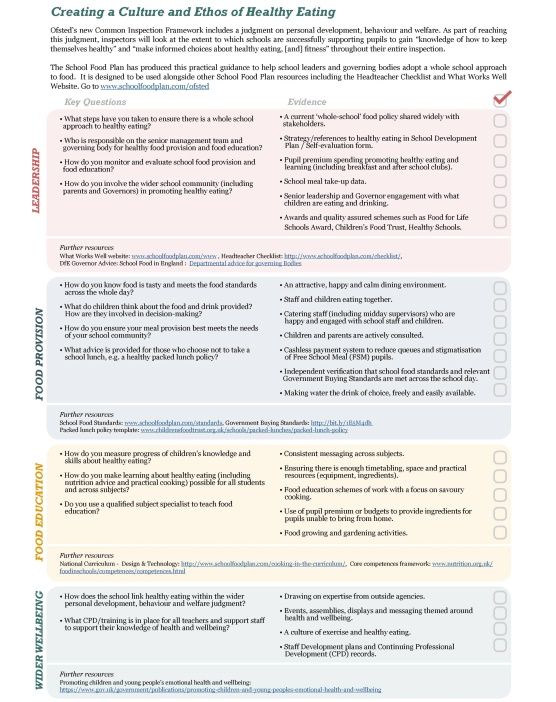 Creating a Culture and Ethos of Healthy Eating
Ofsted's new Common Inspection Framework includes a judgment on personal development, behaviour and welfare. As part of reaching
this judgment, inspectors will look at the extent to which schools are successfully supporting pupils to gain "knowledge of how to keep
themselves healthy" and "make informed choices about healthy eating, [and] fitness" throughout their entire inspection.
The School Food Plan has produced this practical guidance to help school leaders and governing bodies adopt a whole school approach
to food. It is designed to be used alongside other School Food Plan resources including the Headteacher Checklist and What Works Well
Website. Go to www.schoolfoodplan.com/ofsted
Key Questions
Evidence
LEADERSHIP
• What steps have you taken to ensure there is a whole school
approach to healthy eating?
• Who is responsible on the senior management team and
governing body for healthy food provision and food education?
• How do you monitor and evaluate school food provision and
food education?
• How do you involve the wider school community (including
parents and Governors) in promoting healthy eating?
• A current 'whole-school' food policy shared widely with
stakeholders.
• Strategy/references to healthy eating in School Development
Plan / Self-evaluation form.
• Pupil premium spending promoting healthy eating and
learning (including breakfast and after school clubs).
• School meal take-up data.
• Senior leadership and Governor engagement with what
children are eating and drinking.
• Awards and quality assured schemes such as Food for Life
Schools Award, Children's Food Trust, Healthy Schools.
Further resources
What Works Well website: www.schoolfoodplan.com/www , Headteacher Checklist: http://www.schoolfoodplan.com/checklist/,
DfE Governor Advice: School Food in England : Departmental advice for governing Bodies
FOOD PROVISION
• How do you know food is tasty and meets the food standards
across the whole day?
• What do children think about the food and drink provided?
How are they involved in decision-making?
• How do you ensure your meal provision best meets the needs
of your school community?
• What advice is provided for those who choose not to take a
school lunch, e.g. a healthy packed lunch policy?
• An attractive, happy and calm dining environment.
• Staff and children eating together.
• Catering staff (including midday supervisors) who are
happy and engaged with school staff and children.
• Children and parents are actively consulted.
• Cashless payment system to reduce queues and stigmatisation
of Free School Meal (FSM) pupils.
• Independent verification that school food standards and relevant
Government Buying Standards are met across the school day.
• Making water the drink of choice, freely and easily available.
Further resources
School Food Standards: www.schoolfoodplan.com/standards, Government Buying Standards:
Packed lunch policy template: www.childrensfoodtrust.org.uk/schools/packed-lunches/packed-lunch-policy
FOOD EDUCATION
• How do you measure progress of children's knowledge and
skills about healthy eating?
• How do you make learning about healthy eating (including
nutrition advice and practical cooking) possible for all students
and across subjects?
• Do you use a qualified subject specialist to teach food
education?
• Consistent messaging across subjects.
• Ensuring there is enough timetabling, space and practical
resources (equipment, ingredients).
• Food education schemes of work with a focus on savoury
cooking.
• Use of pupil premium or budgets to provide ingredients for
pupils unable to bring from home.
• Food growing and gardening activities.
Further resources
National Curriculum - Design & Technology: http://www.schoolfoodplan.com/cooking-in-the-curriculum/, Core competences framework: www.nutrition.org.uk/
foodinschools/competences/competences.html
WIDER WELLBEING
• How does the school link healthy eating within the wider
personal development, behaviour and welfare judgment?
• What CPD/training is in place for all teachers and support staff
to support their knowledge of health and wellbeing?
• Drawing on expertise from outside agencies.
• Events, assemblies, displays and messaging themed around
health and wellbeing.
• A culture of exercise and healthy eating.
• Staff Development plans and Continuing Professional
Development (CPD) records.
Further resources
Promoting children and young people's emotional health and wellbeing:
https://www.gov.uk/government/publications/promoting-children-and-young-peoples-emotional-health-and-wellbeing